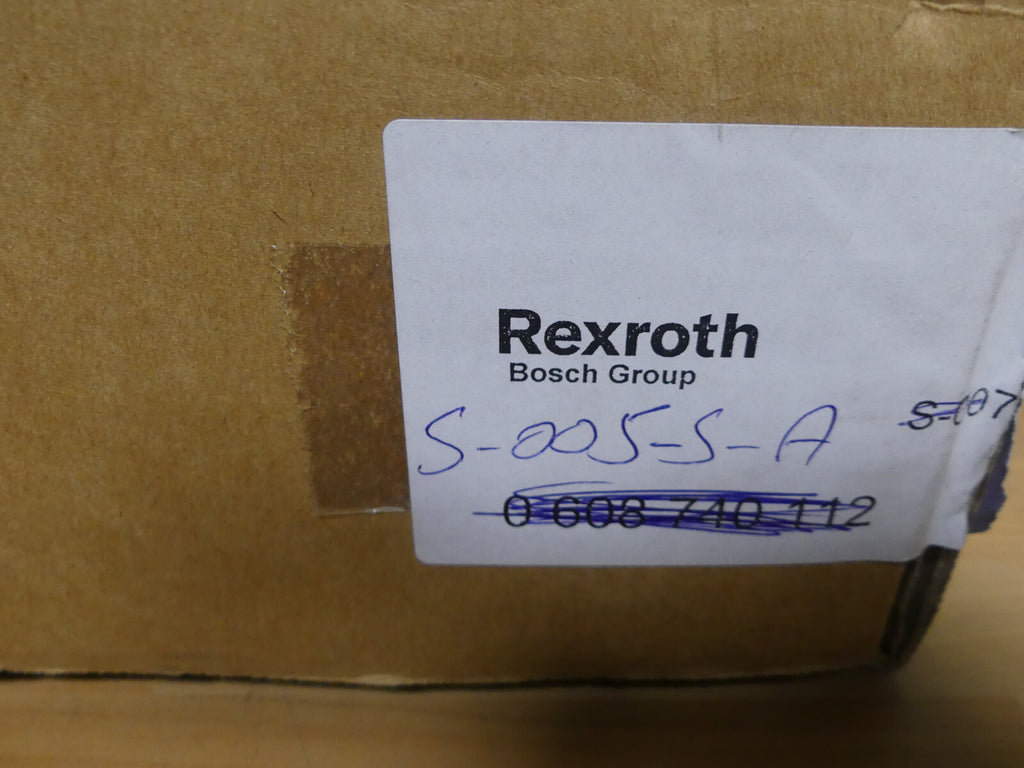 Rexroth
Bosch Group
S-005-S-A
0 608 740 112